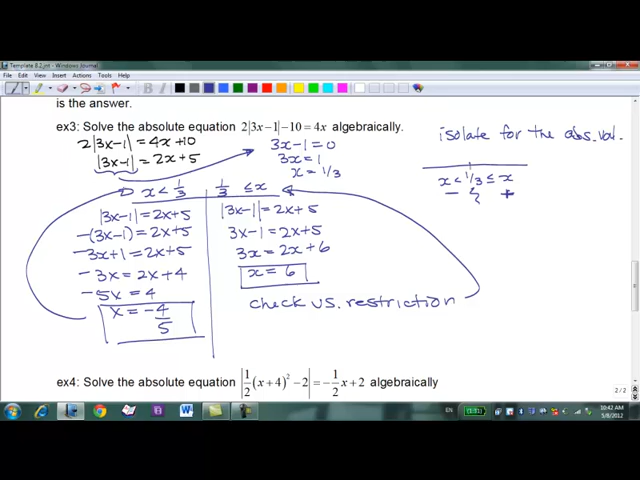 Template 8.2.jnt - Windows Journal
File Edit View Insert Actions Tools Help
is the answer.
ex3: Solve the absolute equation 2|3x−1|−10=4x algebraically.
2|3x-1| = 4x+10
|3x-1| = 2x+5
3x-1=0
3x=1
x = 1/3
isolate for the abs. val.
x < 1/3 ≤ x
− +
x < 1/3
|3x-1| = 2x+5
-(3x-1) = 2x+5
-3x+1 = 2x+5
-3x = 2x+4
-5x = 4
x = -4/5
1/3 ≤ x
|3x-1| = 2x+5
3x-1 = 2x+5
3x = 2x+6
x = 6
check vs. restriction
ex4: Solve the absolute equation |1/2(x+4)²−2| = −1/2x+2 algebraically
2 / 2
EN
10:42 AM
5/8/2012